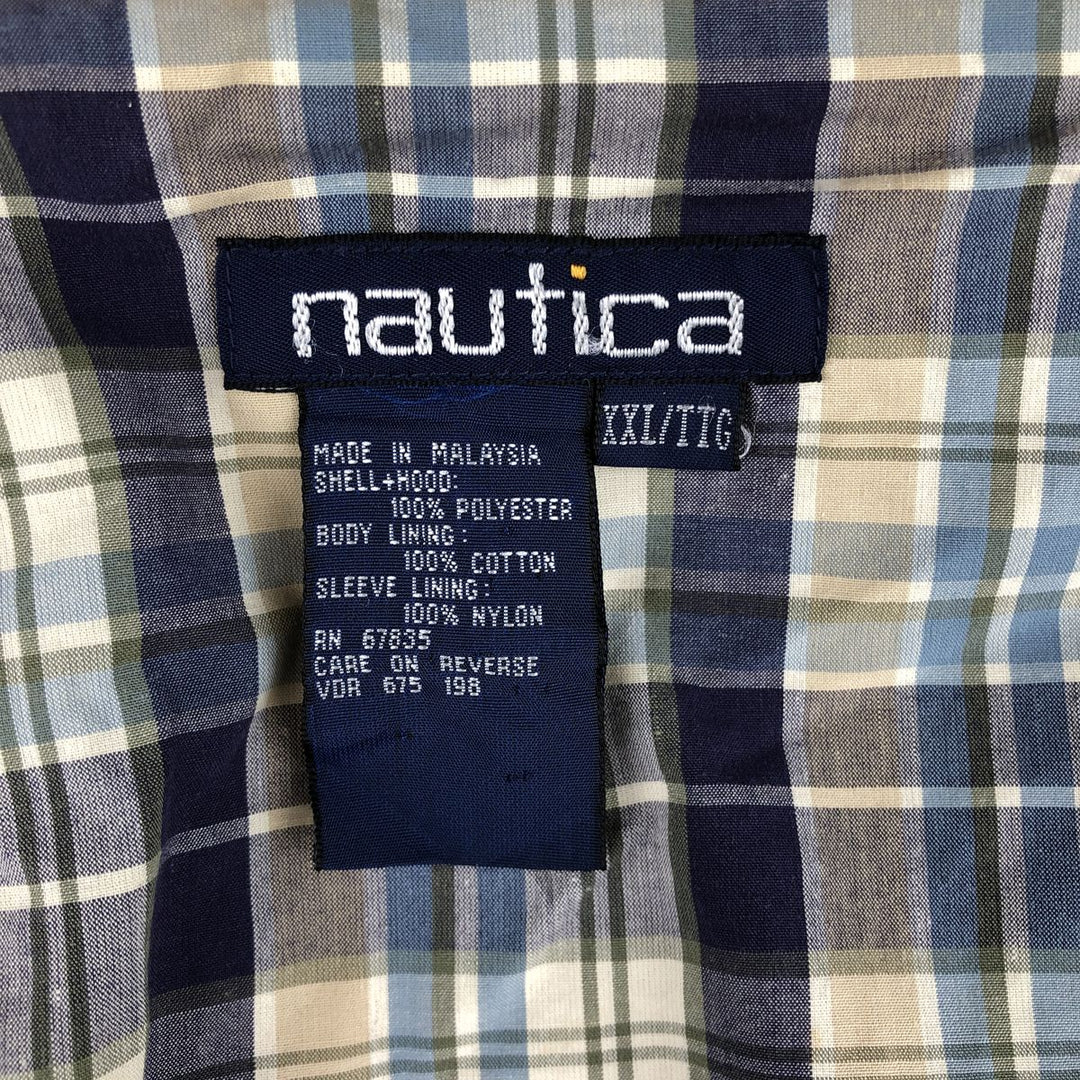 nautica
XXL/TTG
MADE IN MALAYSIA
SHELL+HOOD:
100% POLYESTER
BODY LINING:
100% COTTON
SLEEVE LINING:
100% NYLON
RN 67835
CARE ON REVERSE
VDR 675 198